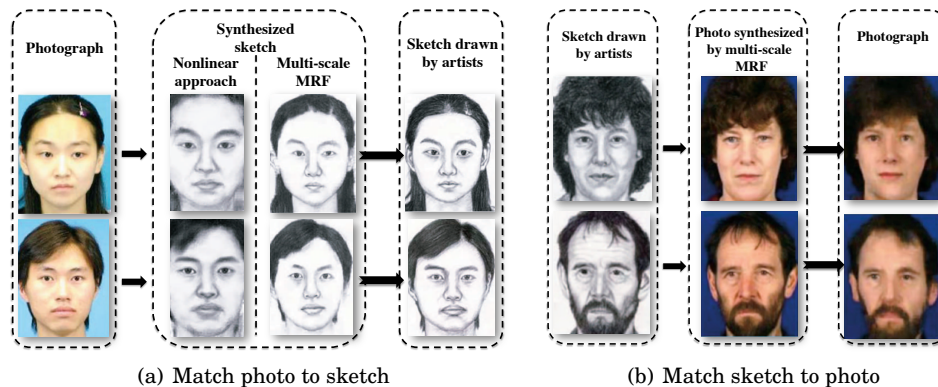 Photograph
Synthesized
sketch
Nonlinear
approach
Multi-scale
MRF
Sketch drawn
by artists
(a) Match photo to sketch
Sketch drawn
by artists
Photo synthesized
by multi-scale
MRF
Photograph
(b) Match sketch to photo